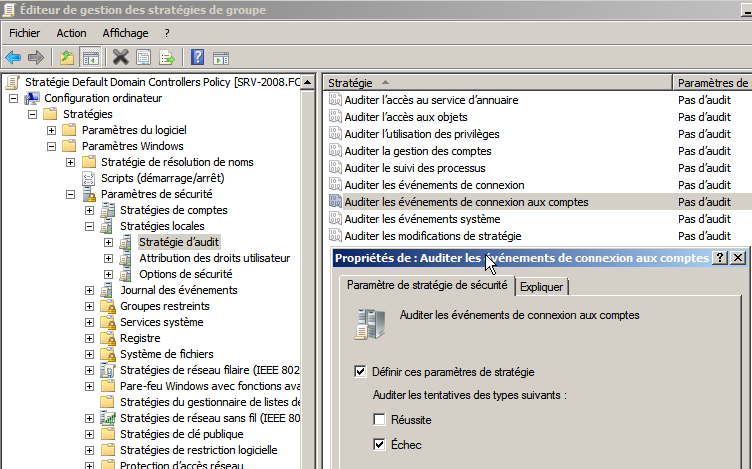 Éditeur de gestion des stratégies de groupe
Fichier Action Affichage ?
Stratégie Default Domain Controllers Policy [SRV-2008.FO
Configuration ordinateur
Stratégies
Paramètres du logiciel
Paramètres Windows
Stratégie de résolution de noms
Scripts (démarrage/arrêt)
Paramètres de sécurité
Stratégies de comptes
Stratégies locales
Stratégie d'audit
Attribution des droits utilisateur
Options de sécurité
Journal des événements
Groupes restreints
Services système
Registre
Système de fichiers
Stratégies de réseau filaire (IEEE 802
Pare-feu Windows avec fonctions ava
Stratégies du gestionnaire de listes de
Stratégies de réseau sans fil (IEEE 80
Stratégies de clé publique
Stratégies de restriction logicielle
Protection d'accès réseau
Stratégie Paramètres de
Auditer l'accès au service d'annuaire Pas d'audit
Auditer l'accès aux objets Pas d'audit
Auditer l'utilisation des privilèges Pas d'audit
Auditer la gestion des comptes Pas d'audit
Auditer le suivi des processus Pas d'audit
Auditer les événements de connexion Pas d'audit
Auditer les événements de connexion aux comptes Pas d'audit
Auditer les événements système Pas d'audit
Auditer les modifications de stratégie Pas d'audit
Propriétés de : Auditer les événements de connexion aux comptes
Paramètre de stratégie de sécurité Expliquer
Auditer les événements de connexion aux comptes
Définir ces paramètres de stratégie
Auditer les tentatives des types suivants :
Réussite
Échec